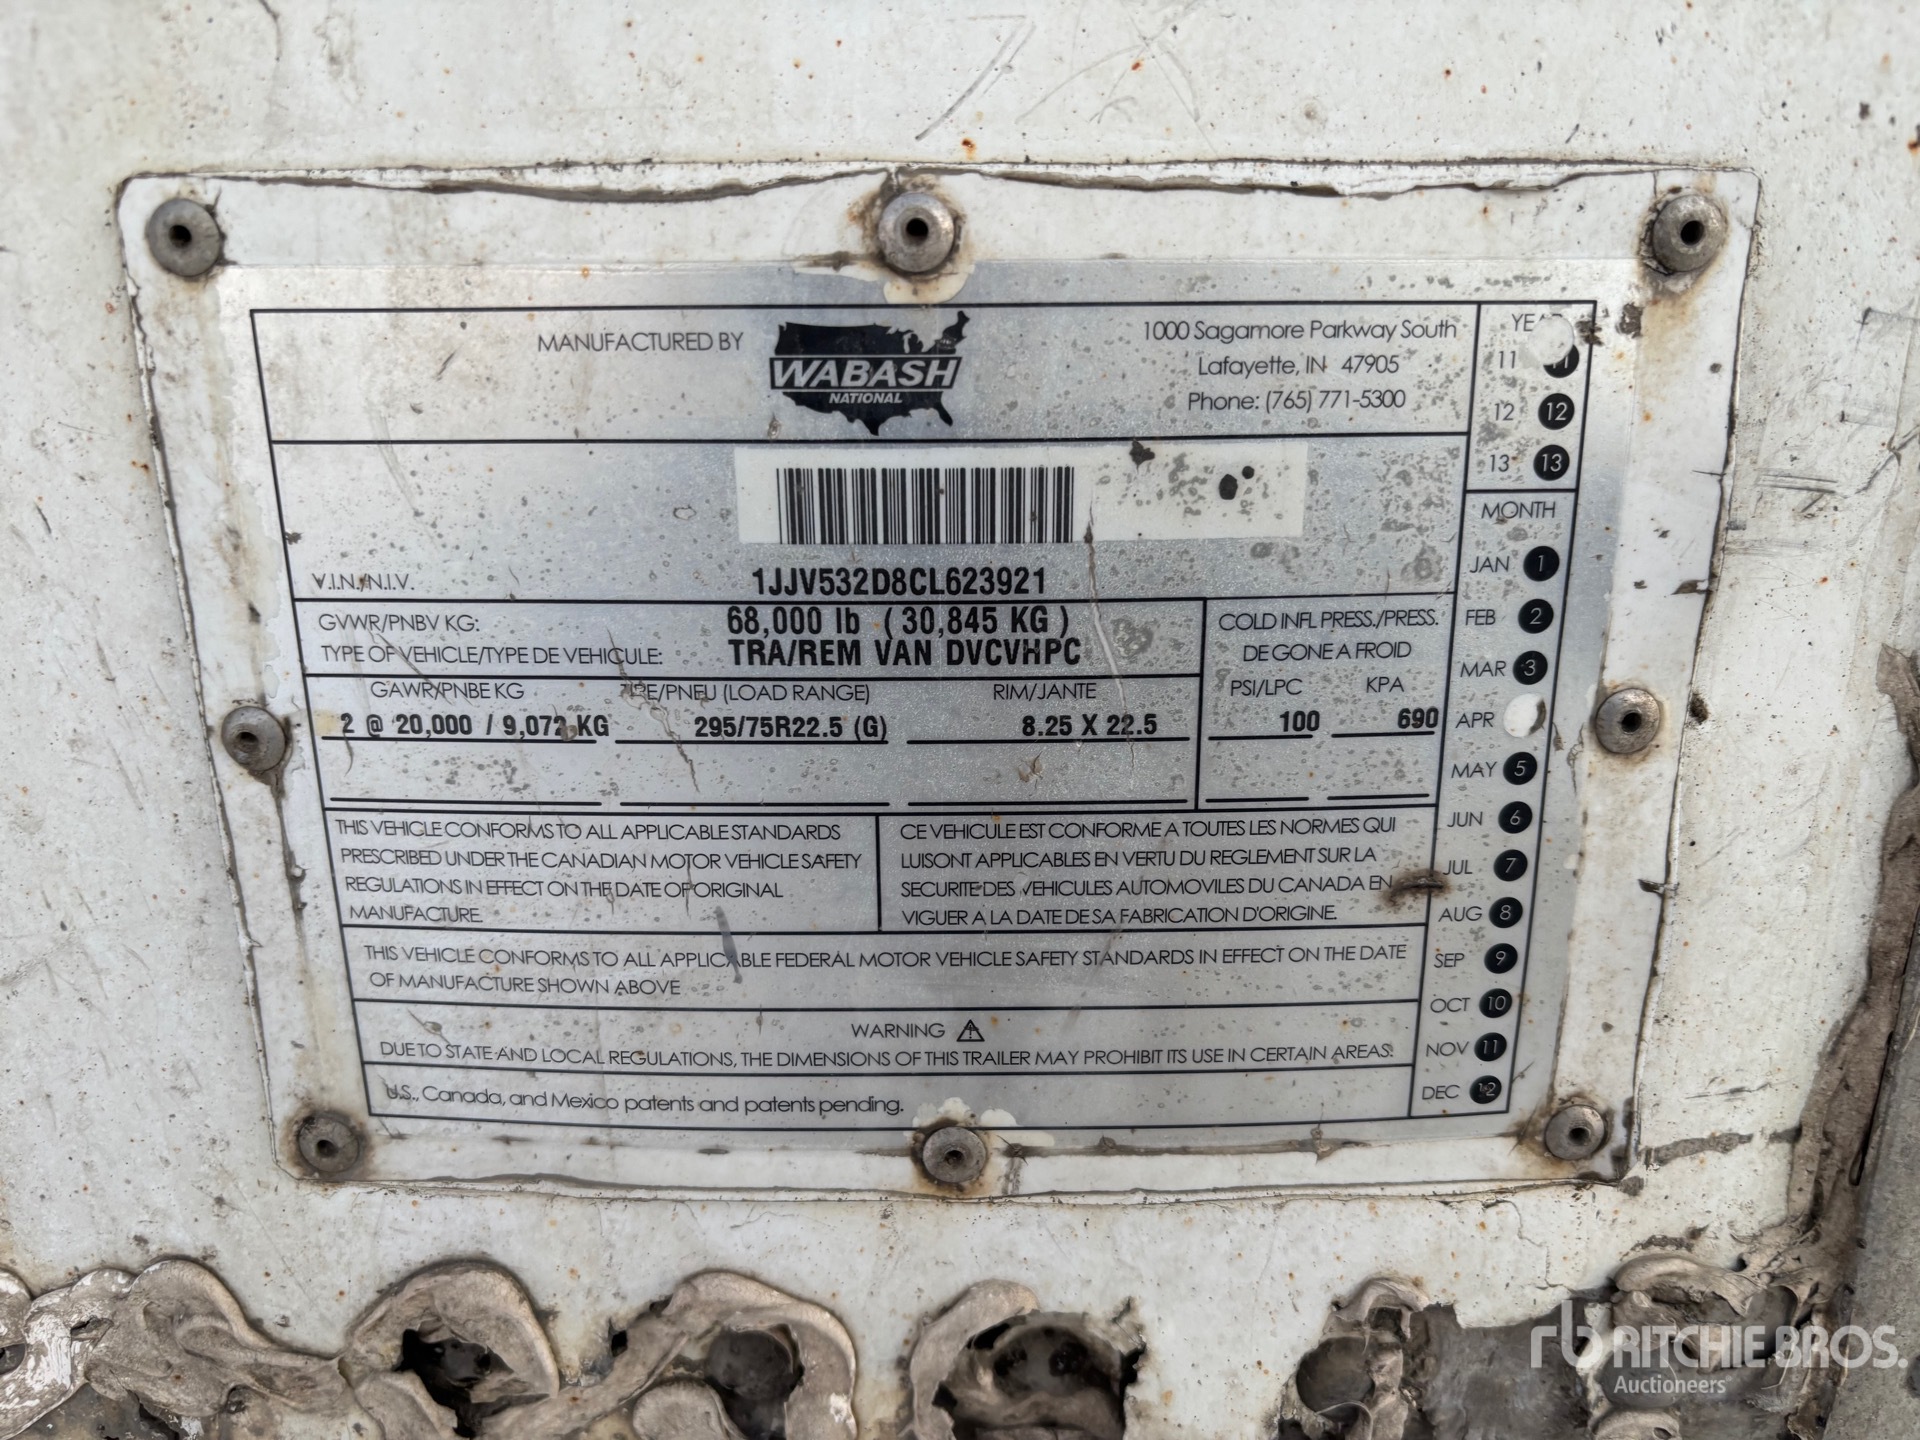 MANUFACTURED BY
WABASH
NATIONAL
1000 Sagamore Parkway South
Lafayette, IN 47905
Phone: (765) 771-5300
V.I.N./N.I.V.
1JJV532D8CL623921
GVWR/PNBV KG: 68,000 lb ( 30,845 KG )
TYPE OF VEHICLE/TYPE DE VEHICULE: TRA/REM VAN DVCVHPC
COLD INFL PRESS./PRESS.
DE GONE A FROID
PSI/LPC KPA
GAWR/PNBE KG TIRE/PNEU (LOAD RANGE) RIM/JANTE
2 @ 20,000 / 9,072 KG 295/75R22.5 (G) 8.25 X 22.5 100 690
THIS VEHICLE CONFORMS TO ALL APPLICABLE STANDARDS
PRESCRIBED UNDER THE CANADIAN MOTOR VEHICLE SAFETY
REGULATIONS IN EFFECT ON THE DATE OF ORIGINAL
MANUFACTURE.
CE VEHICULE EST CONFORME A TOUTES LES NORMES QUI
LUISONT APPLICABLES EN VERTU DU REGLEMENT SUR LA
SECURITE DES VEHICULES AUTOMOVILES DU CANADA EN
VIGUER A LA DATE DE SA FABRICATION D'ORIGINE.
THIS VEHICLE CONFORMS TO ALL APPLICABLE FEDERAL MOTOR VEHICLE SAFETY STANDARDS IN EFFECT ON THE DATE
OF MANUFACTURE SHOWN ABOVE
WARNING
DUE TO STATE AND LOCAL REGULATIONS, THE DIMENSIONS OF THIS TRAILER MAY PROHIBIT ITS USE IN CERTAIN AREAS.
U.S., Canada, and Mexico patents and patents pending.
YEAR
11 11
12 12
13 13
MONTH
JAN 1
FEB 2
MAR 3
APR
MAY 5
JUN 6
JUL 7
AUG 8
SEP 9
OCT 10
NOV 11
DEC 12
rb RITCHIE BROS.
Auctioneers